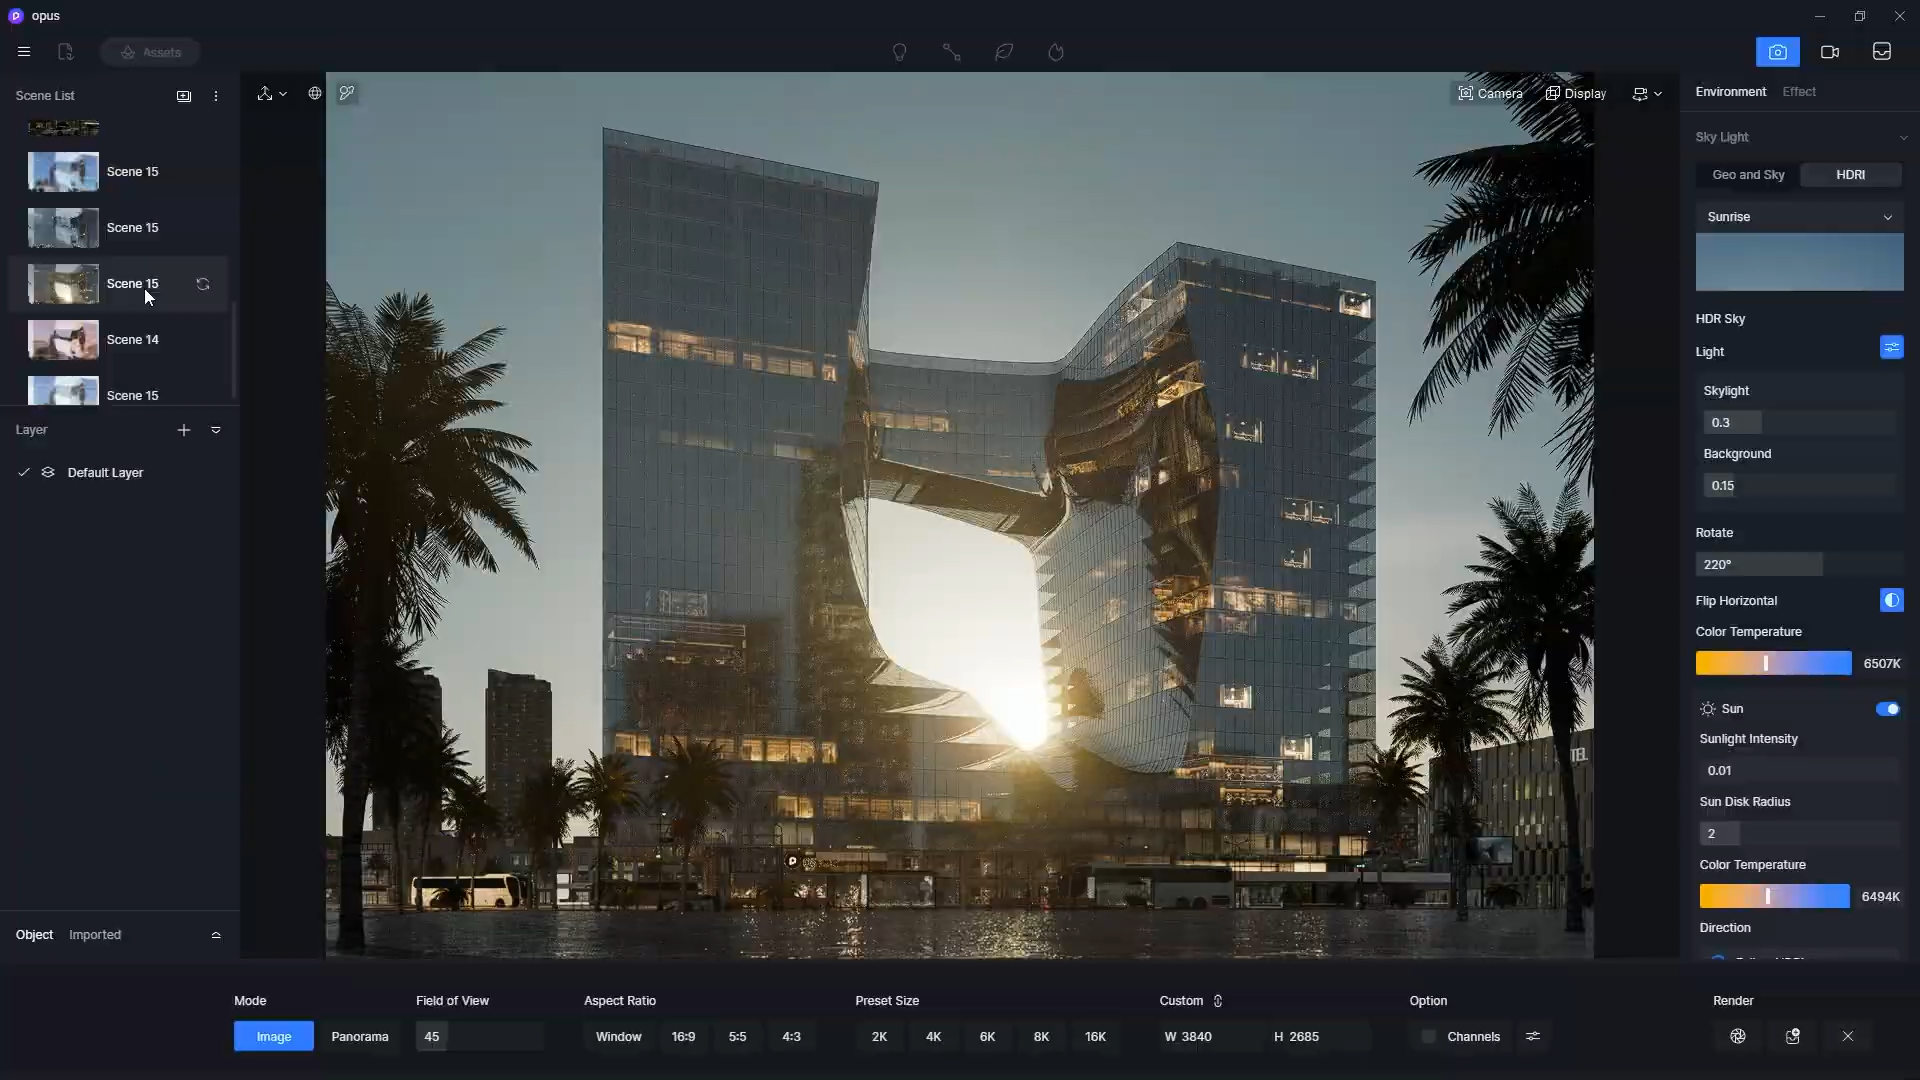 opus
Assets
Scene List
Scene 15
Scene 15
Scene 15
Scene 14
Scene 15
Layer
Default Layer
Object Imported
Camera Display
Environment Effect
Sky Light
Geo and Sky HDRI
Sunrise
HDR Sky
Light
Skylight
0.3
Background
0.15
Rotate
220°
Flip Horizontal
Color Temperature
6507K
Sun
Sunlight Intensity
0.01
Sun Disk Radius
2
Color Temperature
6494K
Direction
Mode Field of View Aspect Ratio Preset Size Custom Option Render
Image Panorama 45 Window 16:9 5:5 4:3 2K 4K 6K 8K 16K W 3840 H 2685 Channels